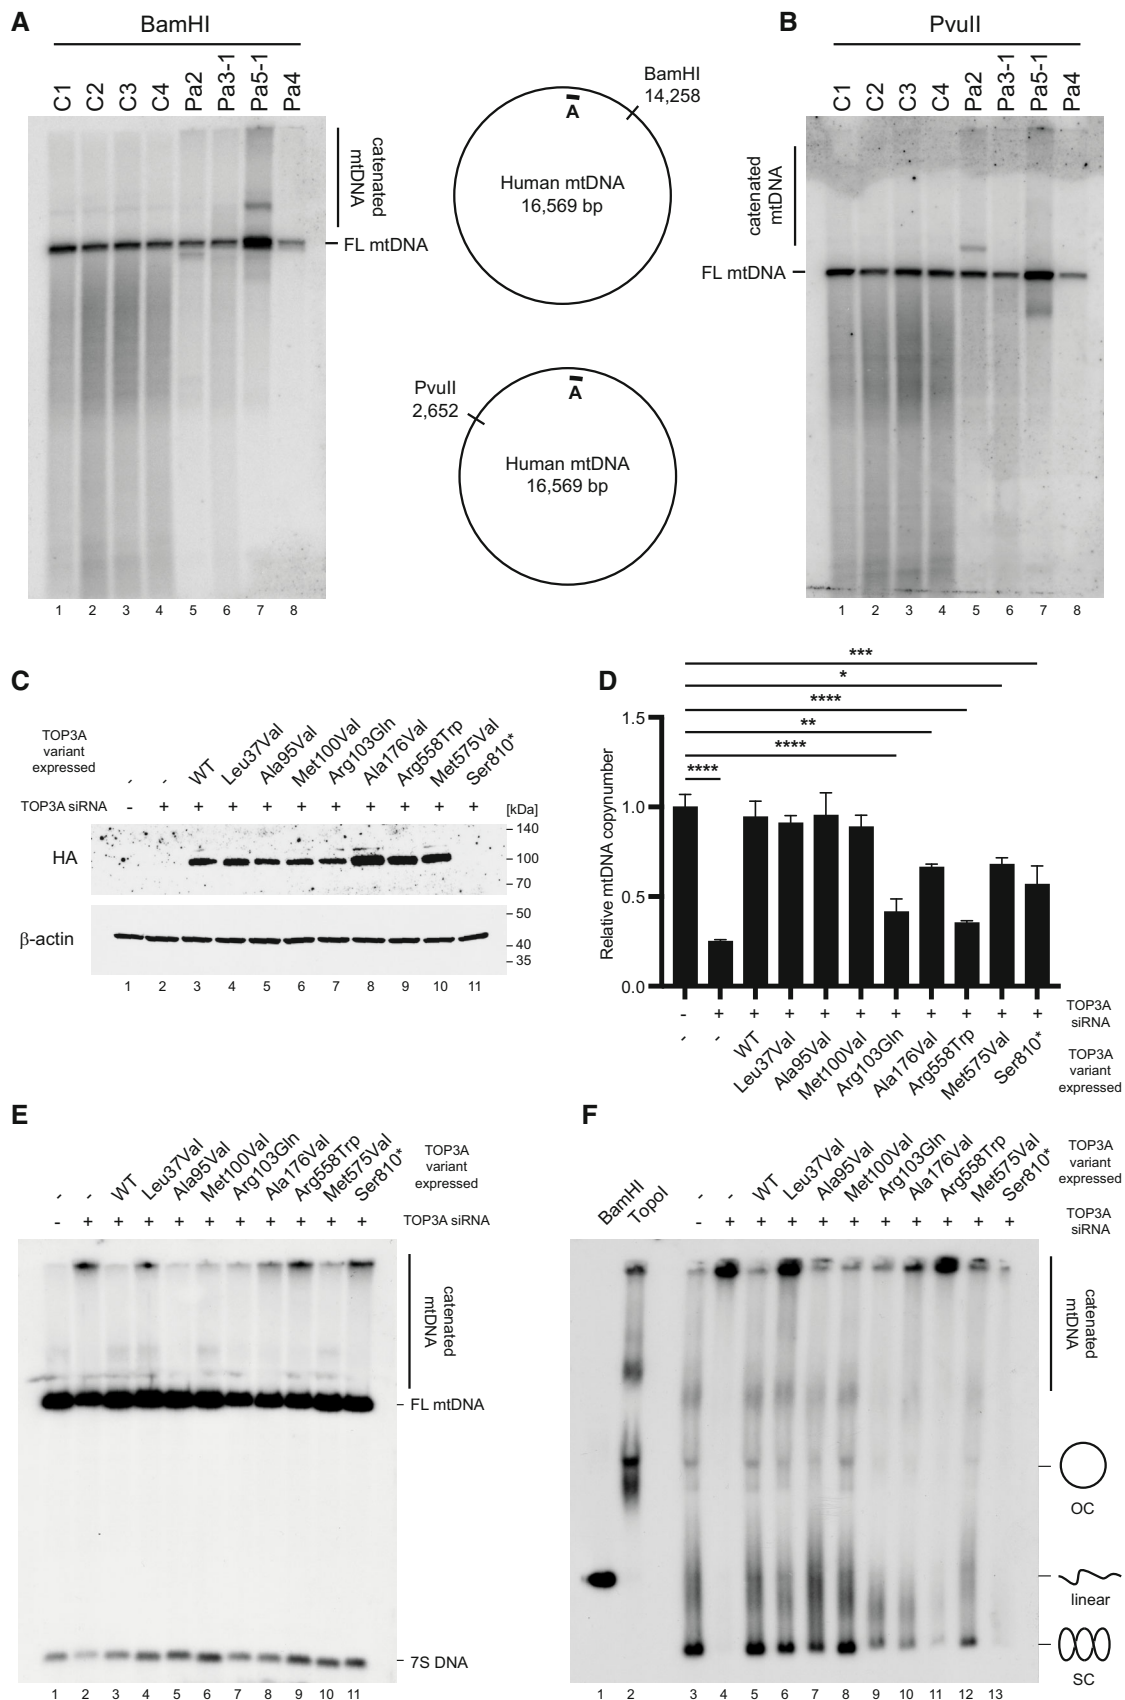 A
BamHI
C1
C2
C3
C4
Pa2
Pa3-1
Pa5-1
Pa4
catenated
mtDNA
FL mtDNA
1 2 3 4 5 6 7 8
A
BamHI
14,258
Human mtDNA
16,569 bp
A
PvuII
2,652
Human mtDNA
16,569 bp
B
PvuII
C1
C2
C3
C4
Pa2
Pa3-1
Pa5-1
Pa4
catenated
mtDNA
FL mtDNA
1 2 3 4 5 6 7 8
C
TOP3A
variant
expressed
- - WT Leu37Val Ala95Val Met100Val Arg103Gln Ala176Val Arg558Trp Met575Val Ser810*
TOP3A siRNA - + + + + + + + + + +
[kDa]
HA
140
100
70
β-actin
50
40
35
1 2 3 4 5 6 7 8 9 10 11
D
***
*
****
**
****
****
Relative mtDNA copynumber
1.5
1.0
0.5
0.0
- + + + + + + + + + +
TOP3A
siRNA
- - WT Leu37Val Ala95Val Met100Val Arg103Gln Ala176Val Arg558Trp Met575Val Ser810*
TOP3A
variant
expressed
E
- - WT Leu37Val Ala95Val Met100Val Arg103Gln Ala176Val Arg558Trp Met575Val Ser810*
TOP3A
variant
expressed
- + + + + + + + + + + TOP3A siRNA
catenated
mtDNA
FL mtDNA
7S DNA
1 2 3 4 5 6 7 8 9 10 11
F
BamHI TopoI - - WT Leu37Val Ala95Val Met100Val Arg103Gln Ala176Val Arg558Trp Met575Val Ser810*
TOP3A
variant
expressed
- + + + + + + + + + +
TOP3A
siRNA
catenated
mtDNA
OC
linear
SC
1 2 3 4 5 6 7 8 9 10 11 12 13